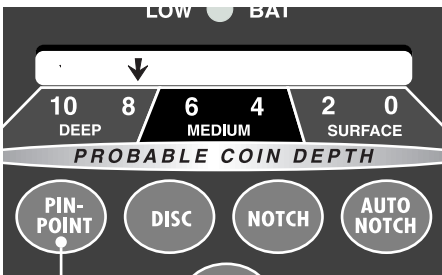 LOW BAT
10 8 6 4 2 0
DEEP MEDIUM SURFACE
PROBABLE COIN DEPTH
PIN-
POINT
DISC
NOTCH
AUTO
NOTCH